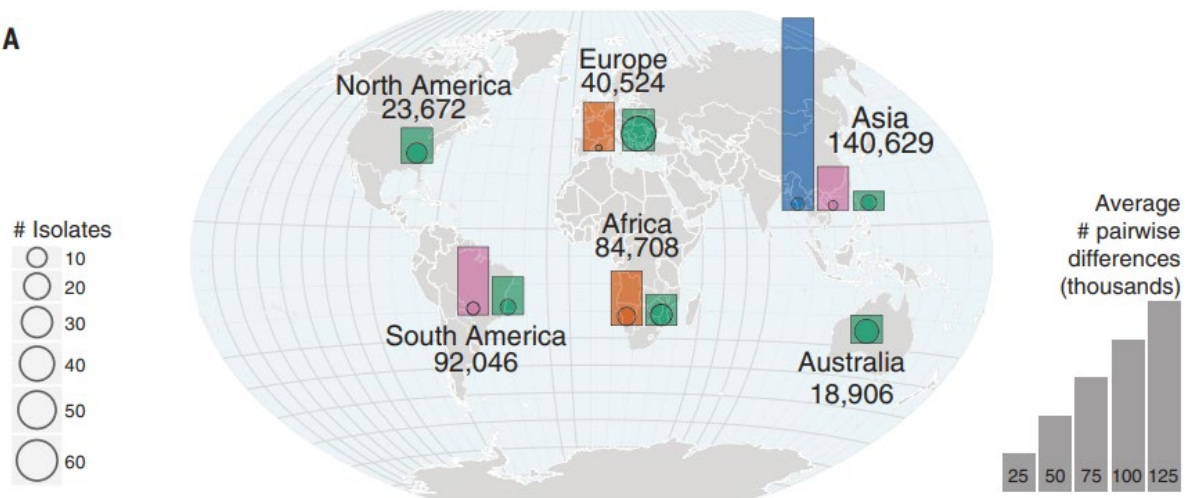 A
North America
23,672
Europe
40,524
Asia
140,629
Africa
84,708
South America
92,046
Australia
18,906
# Isolates
10
20
30
40
50
60
Average
# pairwise
differences
(thousands)
25 50 75 100 125